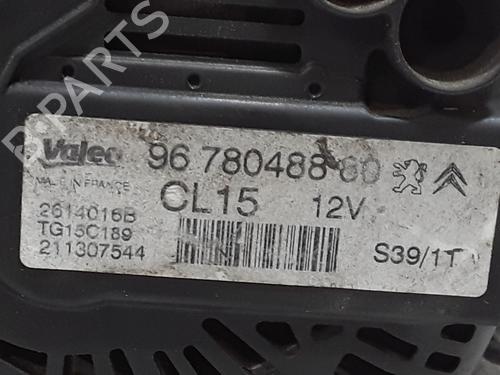 B-PARTS
Valeo 96 780488 80
MADE IN FRANCE
CL15 12V
2614016B
TG15C189
211307544
S39/1T